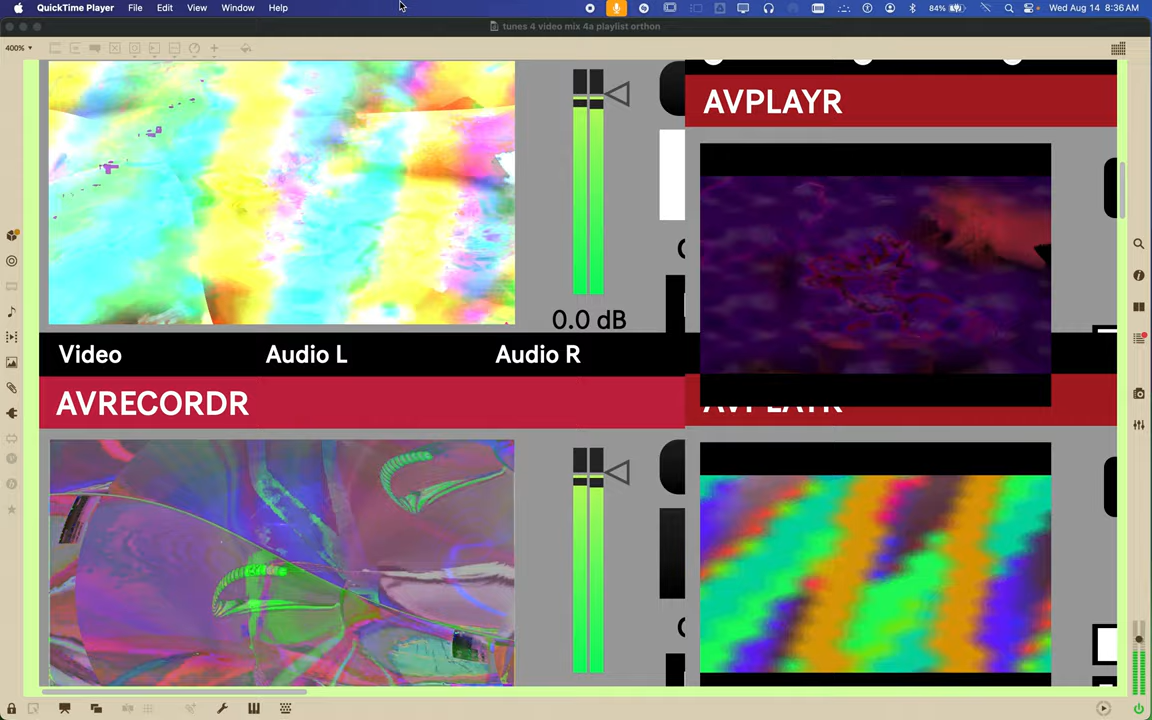 QuickTime Player File Edit View Window Help 84% Wed Aug 14 8:36 AM
tunes 4 video mix 4a playlist orthon
400%
AVPLAYR
0.0 dB
Video Audio L Audio R
AVRECORDR
AVPLAYR